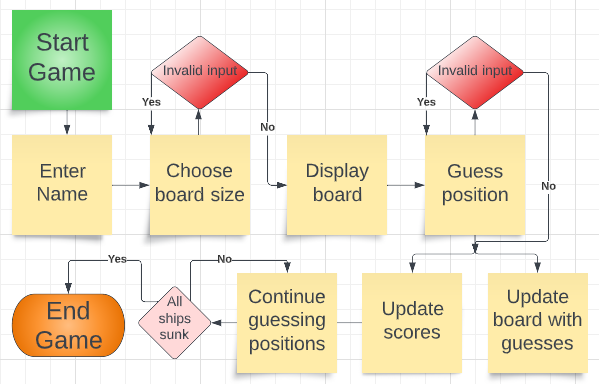 Start
Game
Invalid input
Invalid input
Yes
No
Yes
No
Enter
Name
Choose
board size
Display
board
Guess
position
Yes
No
End
Game
All
ships
sunk
Continue
guessing
positions
Update
scores
Update
board with
guesses